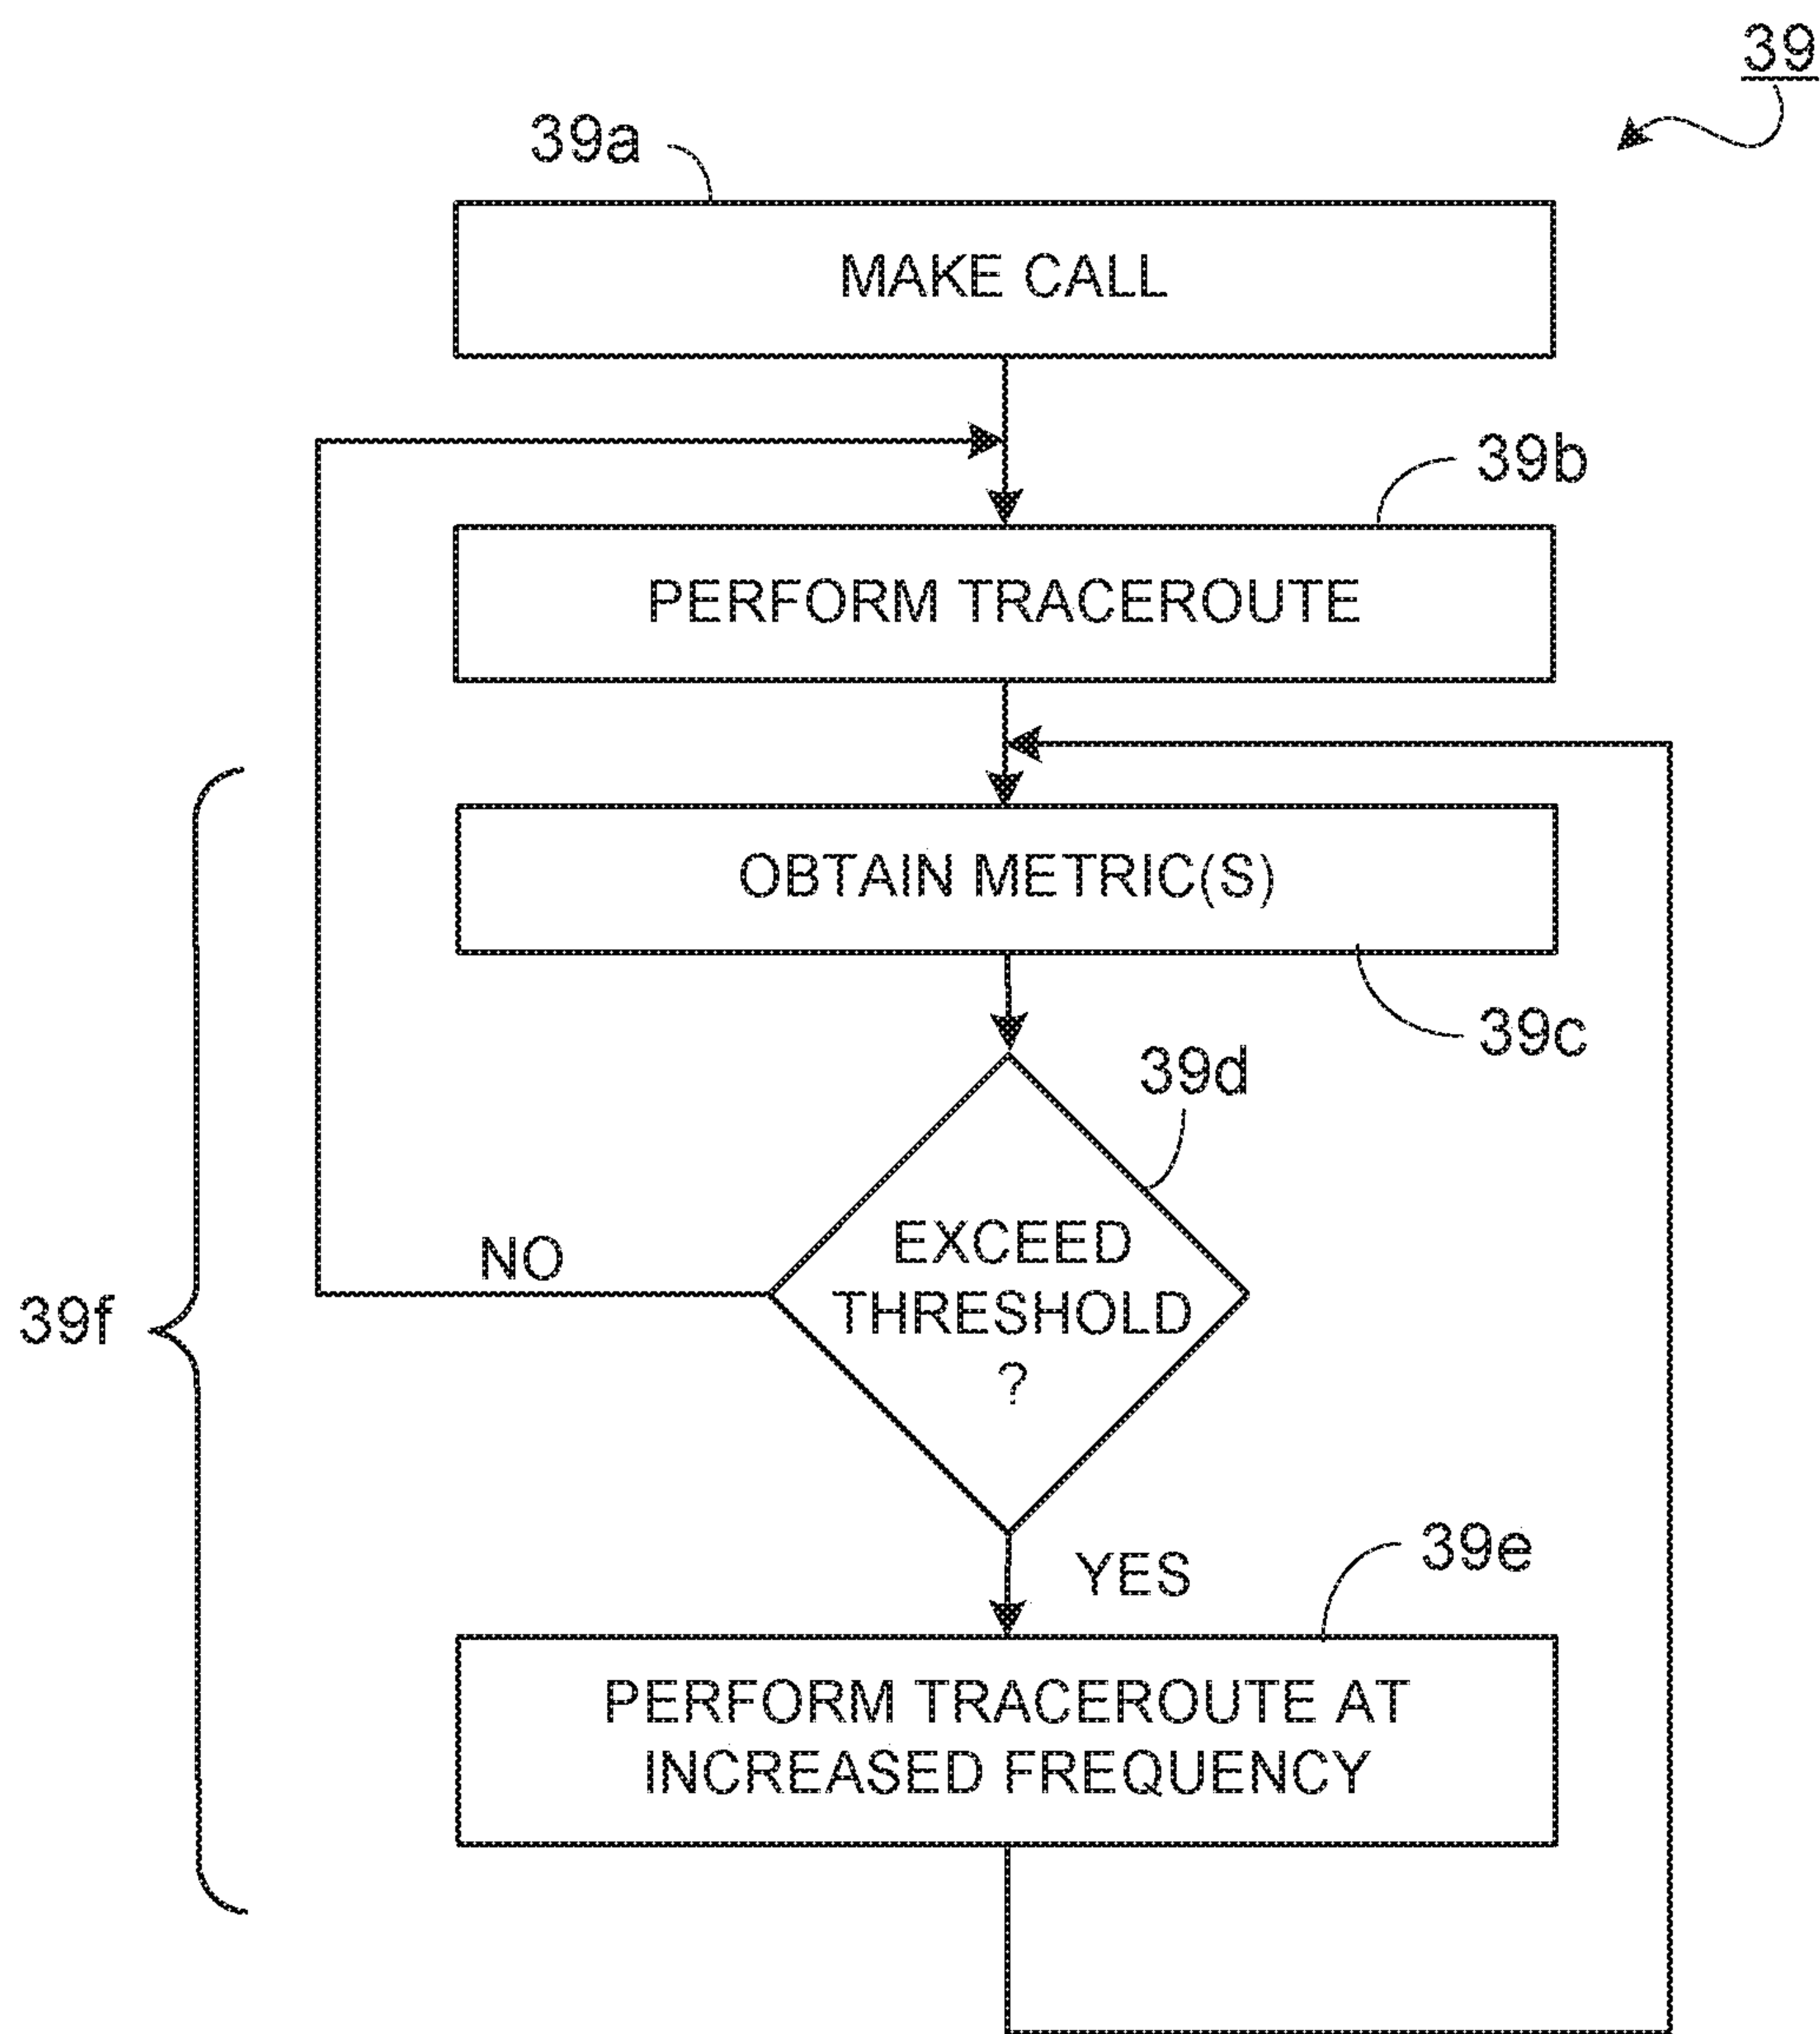 39
39a
MAKE CALL
39b
PERFORM TRACEROUTE
OBTAIN METRIC(S)
39c
39d
EXCEED
THRESHOLD
?
NO
39f
YES
39e
PERFORM TRACEROUTE AT
INCREASED FREQUENCY